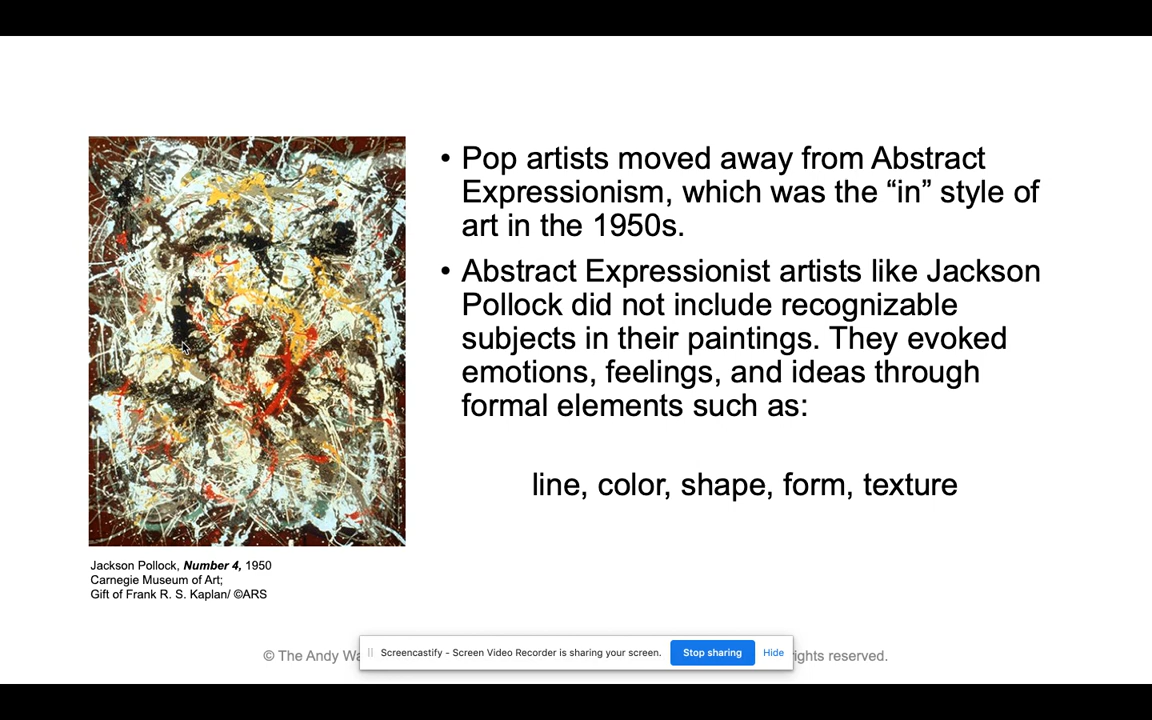 • Pop artists moved away from Abstract
Expressionism, which was the “in” style of
art in the 1950s.
• Abstract Expressionist artists like Jackson
Pollock did not include recognizable
subjects in their paintings. They evoked
emotions, feelings, and ideas through
formal elements such as:
line, color, shape, form, texture
Jackson Pollock, Number 4, 1950
Carnegie Museum of Art;
Gift of Frank R. S. Kaplan/ ©ARS
© The Andy reserved.
Screencastify - Screen Video Recorder is sharing your screen. Stop sharing Hide